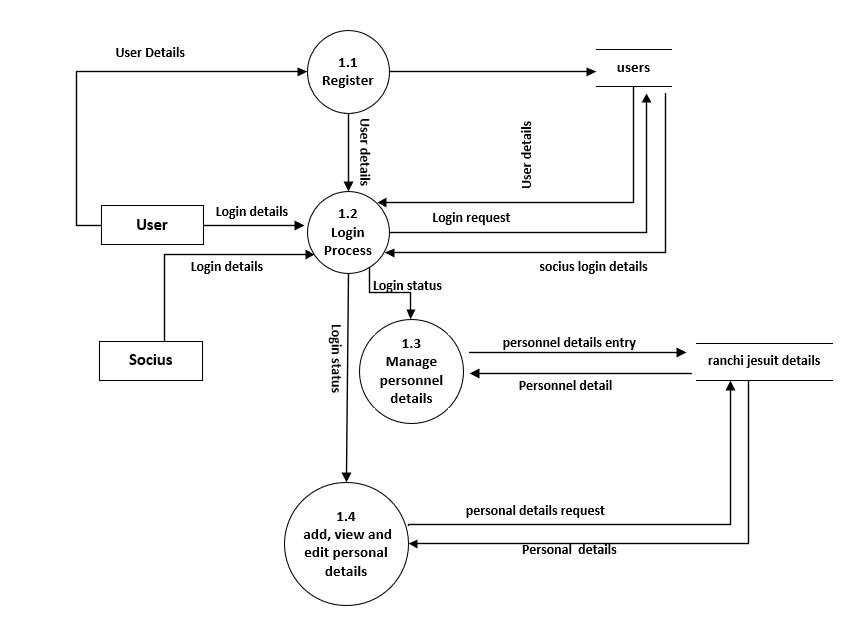 User Details
1.1
Register
users
User details
User details
User
Login details
1.2
Login
Process
Login request
Login details
socius login details
Login status
Socius
Login status
1.3
Manage
personnel
details
personnel details entry
ranchi jesuit details
Personnel detail
1.4
add, view and
edit personal
details
personal details request
Personal details